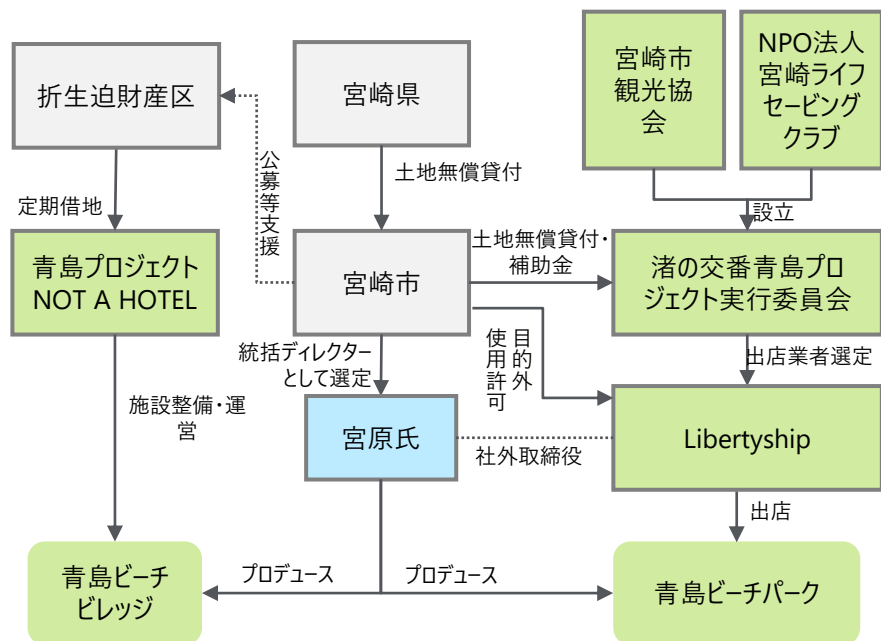 折生迫財産区
宮崎県
宮崎市
観光協
会
NPO法人
宮崎ライフ
セービング
クラブ
公募等支援
土地無償貸付
定期借地
設立
青島プロジェクト
NOT A HOTEL
宮崎市
土地無償貸付・
補助金
渚の交番青島プロ
ジェクト実行委員会
統括ディレクター
として選定
目的外
使用許可
出店業者選定
施設整備・運
営
宮原氏
社外取締役
Libertyship
出店
青島ビーチ
ビレッジ
プロデュース
プロデュース
青島ビーチパーク